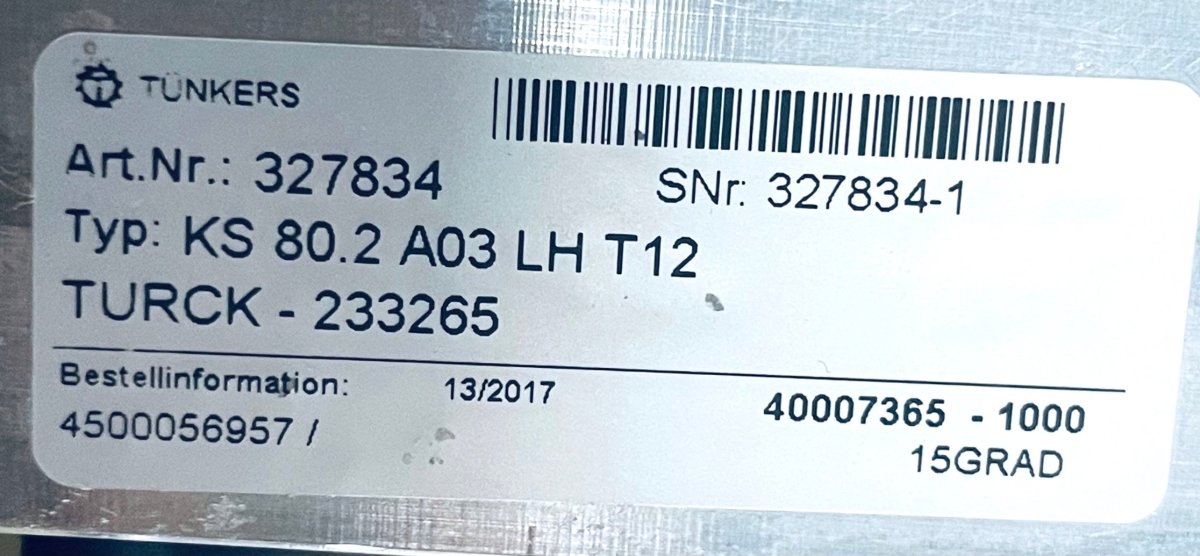 TÜNKERS
Art.Nr.: 327834
SNr: 327834-1
Typ: KS 80.2 A03 LH T12
TURCK - 233265
Bestellinformation: 13/2017
40007365 - 1000
4500056957 /
15GRAD